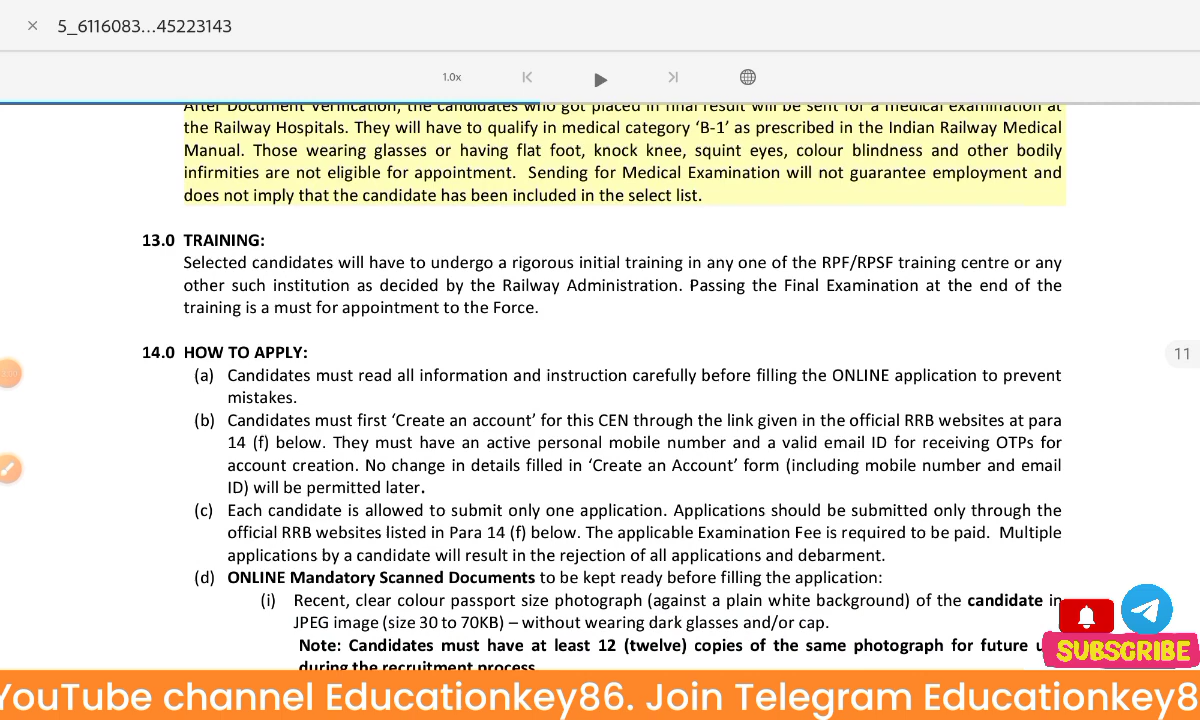 × 5_6116083...45223143
1.0x
After Document Verification, the candidates who got placed in final result will be sent for a medical examination at
the Railway Hospitals. They will have to qualify in medical category ‘B-1’ as prescribed in the Indian Railway Medical
Manual. Those wearing glasses or having flat foot, knock knee, squint eyes, colour blindness and other bodily
infirmities are not eligible for appointment. Sending for Medical Examination will not guarantee employment and
does not imply that the candidate has been included in the select list.
13.0 TRAINING:
Selected candidates will have to undergo a rigorous initial training in any one of the RPF/RPSF training centre or any
other such institution as decided by the Railway Administration. Passing the Final Examination at the end of the
training is a must for appointment to the Force.
11
14.0 HOW TO APPLY:
(a) Candidates must read all information and instruction carefully before filling the ONLINE application to prevent
mistakes.
(b) Candidates must first ‘Create an account’ for this CEN through the link given in the official RRB websites at para
14 (f) below. They must have an active personal mobile number and a valid email ID for receiving OTPs for
account creation. No change in details filled in ‘Create an Account’ form (including mobile number and email
ID) will be permitted later.
(c) Each candidate is allowed to submit only one application. Applications should be submitted only through the
official RRB websites listed in Para 14 (f) below. The applicable Examination Fee is required to be paid. Multiple
applications by a candidate will result in the rejection of all applications and debarment.
(d) ONLINE Mandatory Scanned Documents to be kept ready before filling the application:
(i) Recent, clear colour passport size photograph (against a plain white background) of the candidate in
JPEG image (size 30 to 70KB) – without wearing dark glasses and/or cap.
Note: Candidates must have at least 12 (twelve) copies of the same photograph for future
during the recruitment process
SUBSCRIBE
YouTube channel Educationkey86. Join Telegram Educationkey8